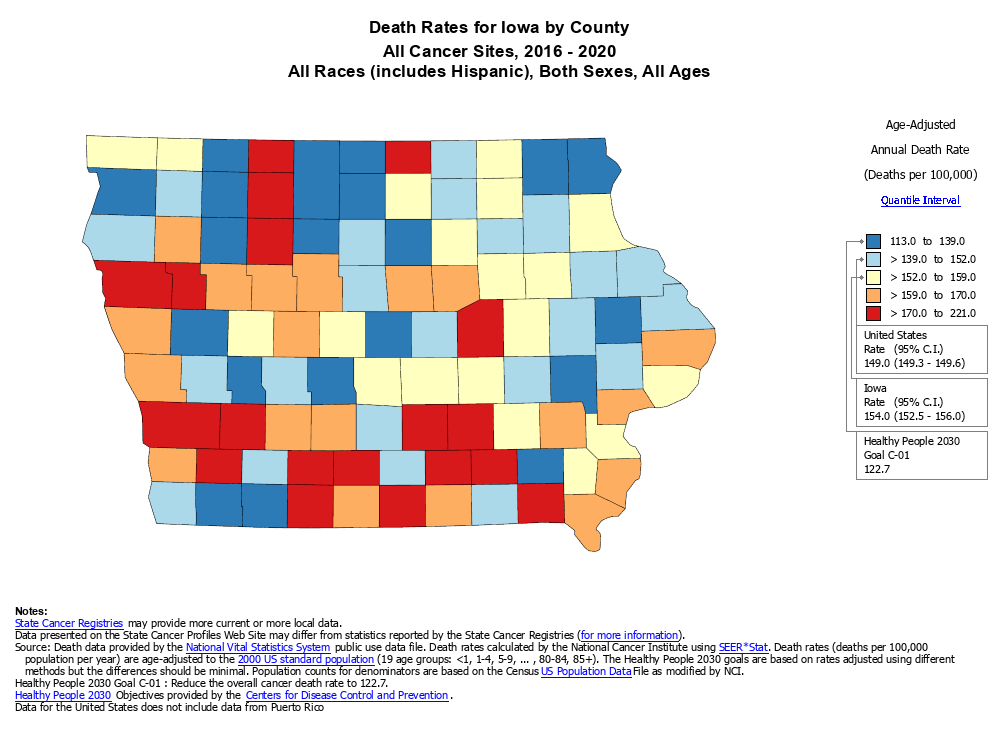 Death Rates for Iowa by County
All Cancer Sites, 2016 - 2020
All Races (includes Hispanic), Both Sexes, All Ages
Age-Adjusted
Annual Death Rate
(Deaths per 100,000)
Quantile Interval
113.0 to 139.0
> 139.0 to 152.0
> 152.0 to 159.0
> 159.0 to 170.0
> 170.0 to 221.0
United States
Rate (95% C.I.)
149.0 (149.3 - 149.6)
Iowa
Rate (95% C.I.)
154.0 (152.5 - 156.0)
Healthy People 2030
Goal C-01
122.7
Notes:
State Cancer Registries may provide more current or more local data.
Data presented on the State Cancer Profiles Web Site may differ from statistics reported by the State Cancer Registries (for more information).
Source: Death data provided by the National Vital Statistics System public use data file. Death rates calculated by the National Cancer Institute using SEER*Stat. Death rates (deaths per 100,000
population per year) are age-adjusted to the 2000 US standard population (19 age groups: <1, 1-4, 5-9, ... , 80-84, 85+). The Healthy People 2030 goals are based on rates adjusted using different
methods but the differences should be minimal. Population counts for denominators are based on the Census US Population Data File as modified by NCI.
Healthy People 2030 Goal C-01 : Reduce the overall cancer death rate to 122.7.
Healthy People 2030 Objectives provided by the Centers for Disease Control and Prevention .
Data for the United States does not include data from Puerto Rico